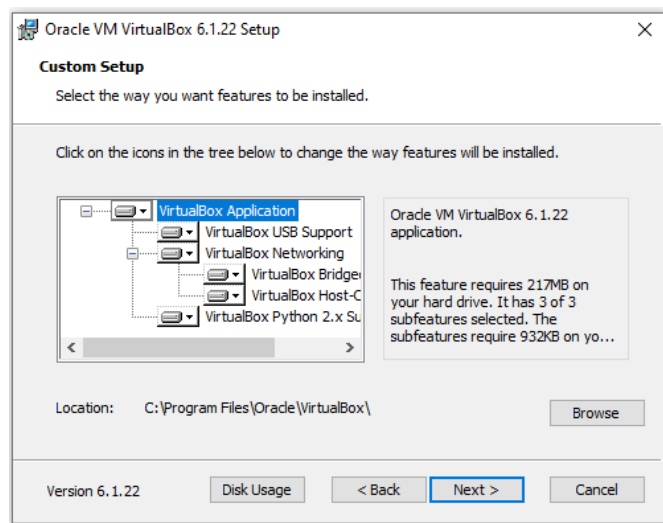 Oracle VM VirtualBox 6.1.22 Setup
Custom Setup
Select the way you want features to be installed.
Click on the icons in the tree below to change the way features will be installed.
VirtualBox Application
VirtualBox USB Support
VirtualBox Networking
VirtualBox Bridge
VirtualBox Host-C
VirtualBox Python 2.x Su
Oracle VM VirtualBox 6.1.22
application.
This feature requires 217MB on
your hard drive. It has 3 of 3
subfeatures selected. The
subfeatures require 932KB on yo...
Location: C:\Program Files\Oracle\VirtualBox\
Browse
Version 6.1.22
Disk Usage
< Back
Next >
Cancel